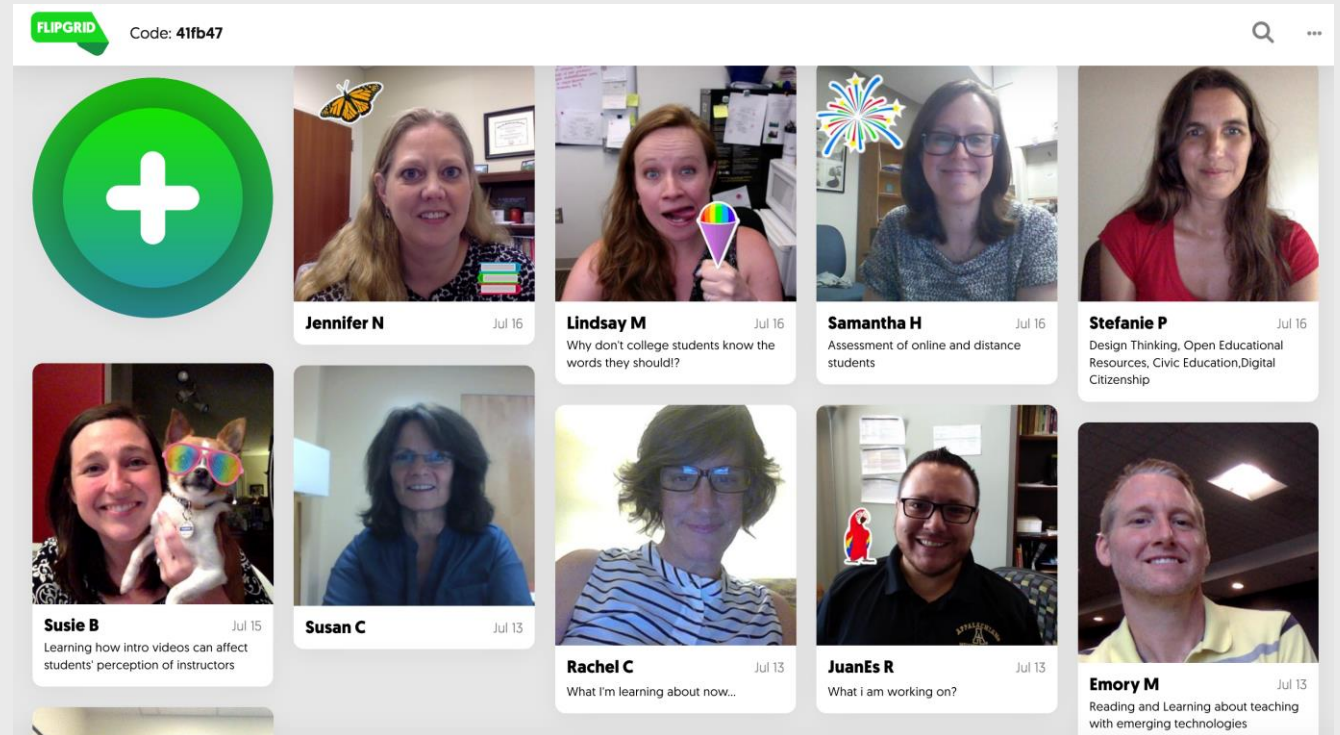 FLIPGRID
Code: 41fb47
Jennifer N
Jul 16
Lindsay M
Jul 16
Why don't college students know the
words they should!?
Samantha H
Jul 16
Assessment of online and distance
students
Stefanie P
Jul 16
Design Thinking, Open Educational
Resources, Civic Education,Digital
Citizenship
Susie B
Jul 15
Learning how intro videos can affect
students' perception of instructors
Susan C
Jul 13
Rachel C
Jul 13
What I'm learning about now...
APPALACHIAN
JuanEs R
Jul 13
What i am working on?
Emory M
Jul 13
Reading and Learning about teaching
with emerging technologies